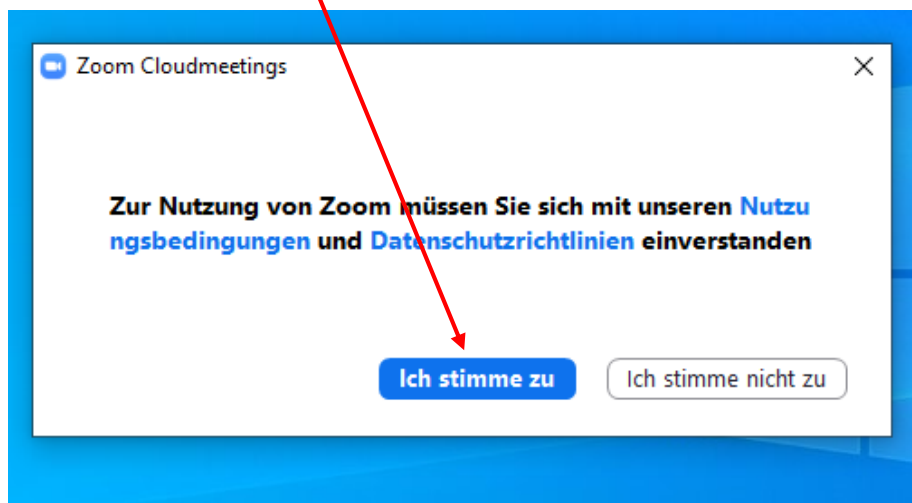 Zoom Cloudmeetings
Zur Nutzung von Zoom müssen Sie sich mit unseren Nutzu
ngsbedingungen und Datenschutzrichtlinien einverstanden
Ich stimme zu
Ich stimme nicht zu